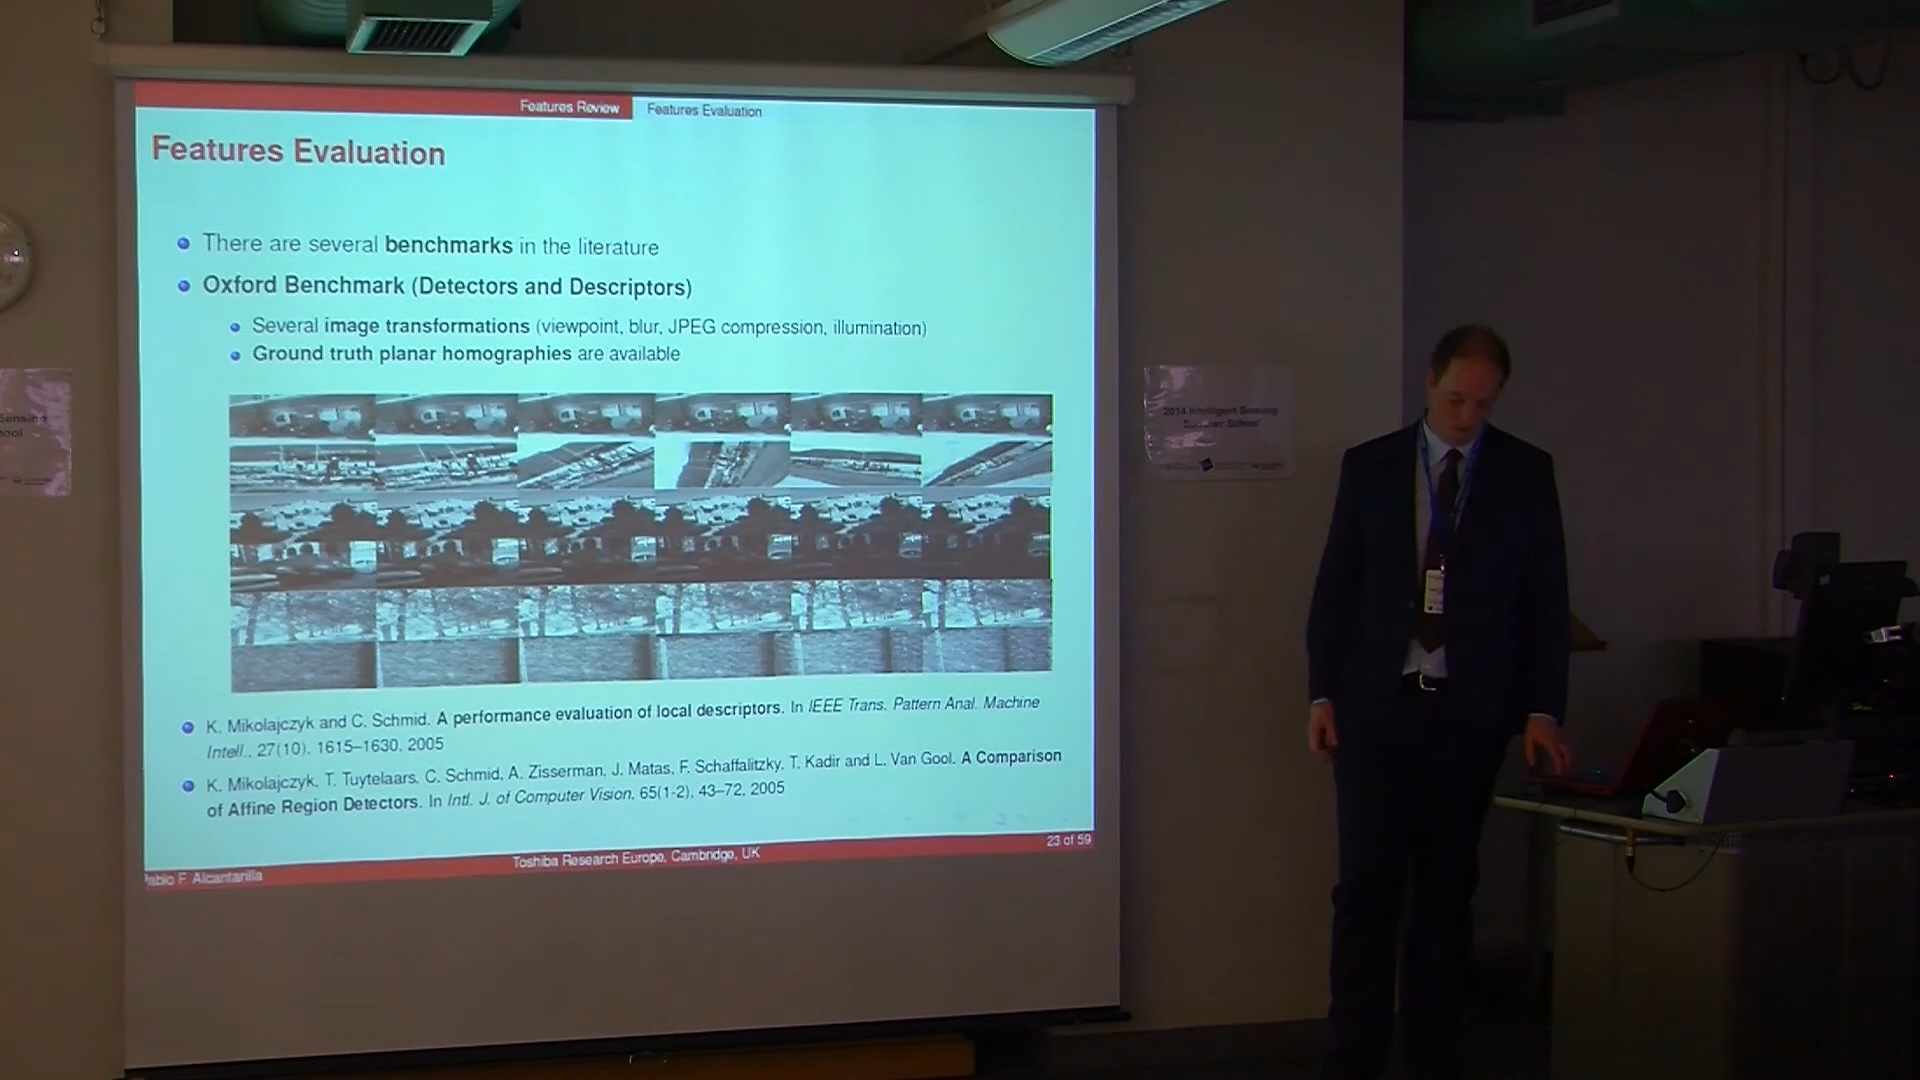 Features Review
Features Evaluation
Features Evaluation
There are several benchmarks in the literature
Oxford Benchmark (Detectors and Descriptors)
Several image transformations (viewpoint, blur, JPEG compression, illumination)
Ground truth planar homographies are available
K. Mikolajczyk and C. Schmid. A performance evaluation of local descriptors. In IEEE Trans. Pattern Anal. Machine
Intell., 27(10), 1615–1630, 2005
K. Mikolajczyk, T. Tuytelaars, C. Schmid, A. Zisserman, J. Matas, F. Schaffalitzky, T. Kadir and L. Van Gool. A Comparison
of Affine Region Detectors. In Intl. J. of Computer Vision, 65(1-2), 43–72, 2005
Pablo F. Alcantarilla
Toshiba Research Europe, Cambridge, UK
23 of 59
2014 Intelligent Sensing
Summer School
Sensing